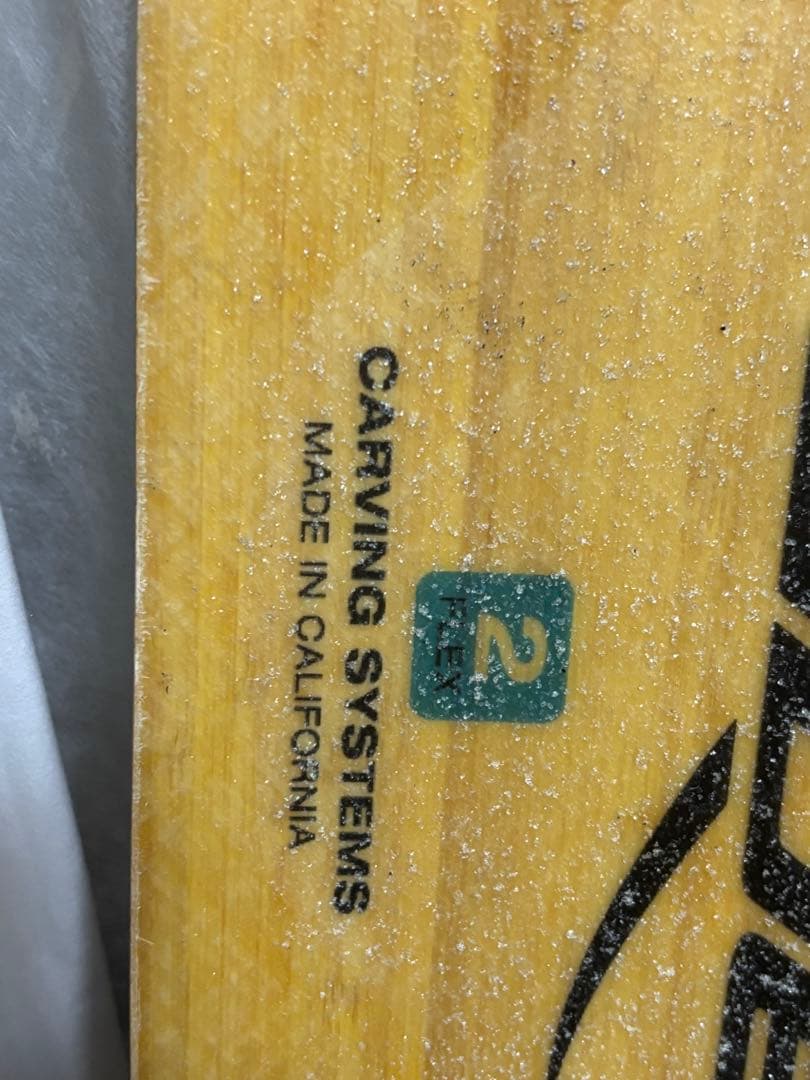 2
FLEX
CARVING SYSTEMS
MADE IN CALIFORNIA